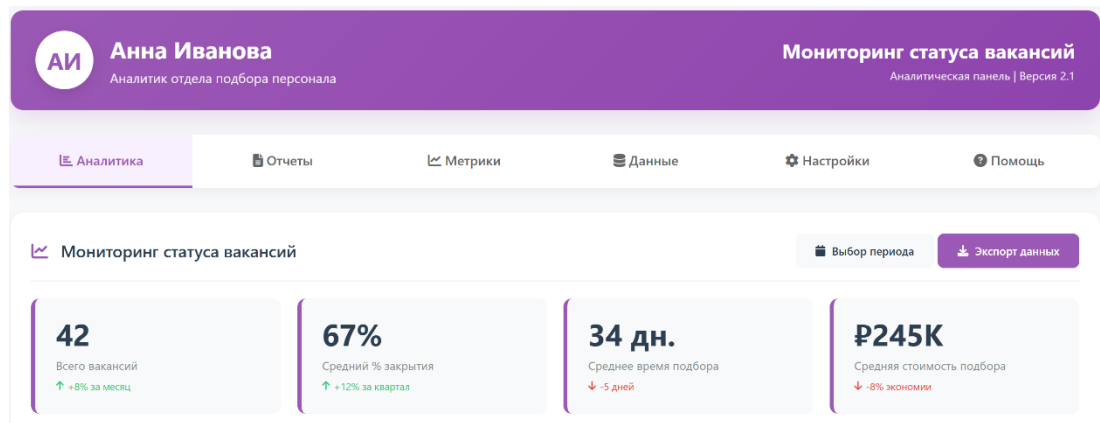 АИ
Анна Иванова
Аналитик отдела подбора персонала
Мониторинг статуса вакансий
Аналитическая панель | Версия 2.1
Аналитика
Отчеты
Метрики
Данные
Настройки
Помощь
Мониторинг статуса вакансий
Выбор периода
Экспорт данных
42
Всего вакансий
+8% за месяц
67%
Средний % закрытия
+12% за квартал
34 дн.
Среднее время подбора
-5 дней
₽245K
Средняя стоимость подбора
-8% экономии